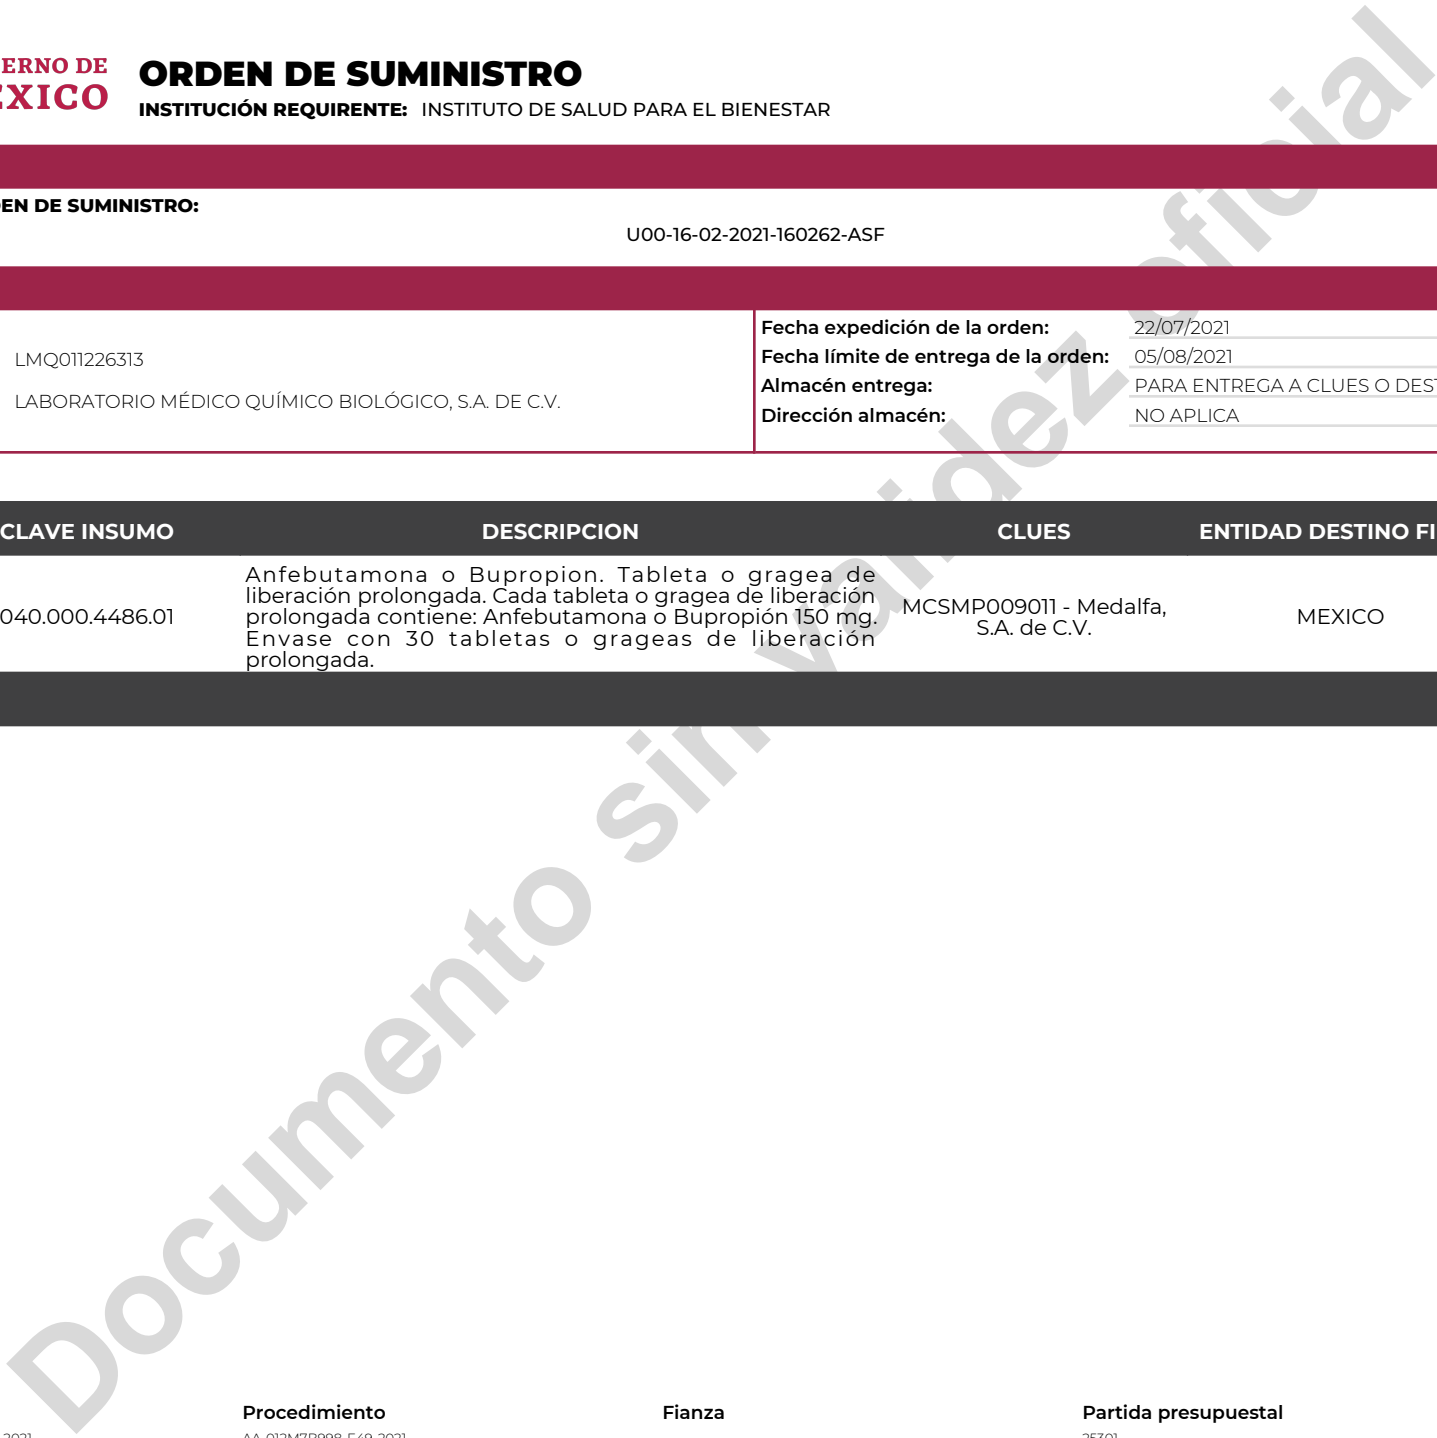 ERNO DE
EXICO
ORDEN DE SUMINISTRO
INSTITUCIÓN REQUIRENTE: INSTITUTO DE SALUD PARA EL BIENESTAR
EN DE SUMINISTRO:
U00-16-02-2021-160262-ASF
LMQ011226313
LABORATORIO MÉDICO QUÍMICO BIOLÓGICO, S.A. DE C.V.
Fecha expedición de la orden: 22/07/2021
Fecha límite de entrega de la orden: 05/08/2021
Almacén entrega: PARA ENTREGA A CLUES O DEST
Dirección almacén: NO APLICA
CLAVE INSUMO DESCRIPCION CLUES ENTIDAD DESTINO FI
040.000.4486.01
Anfebutamona o Bupropion. Tableta o gragea de
liberación prolongada. Cada tableta o gragea de liberación
prolongada contiene: Anfebutamona o Bupropión 150 mg.
Envase con 30 tabletas o grageas de liberación
prolongada.
MCSMP009011 - Medalfa,
S.A. de C.V.
MEXICO
Documento sin validez oficial
Procedimiento Fianza Partida presupuestal